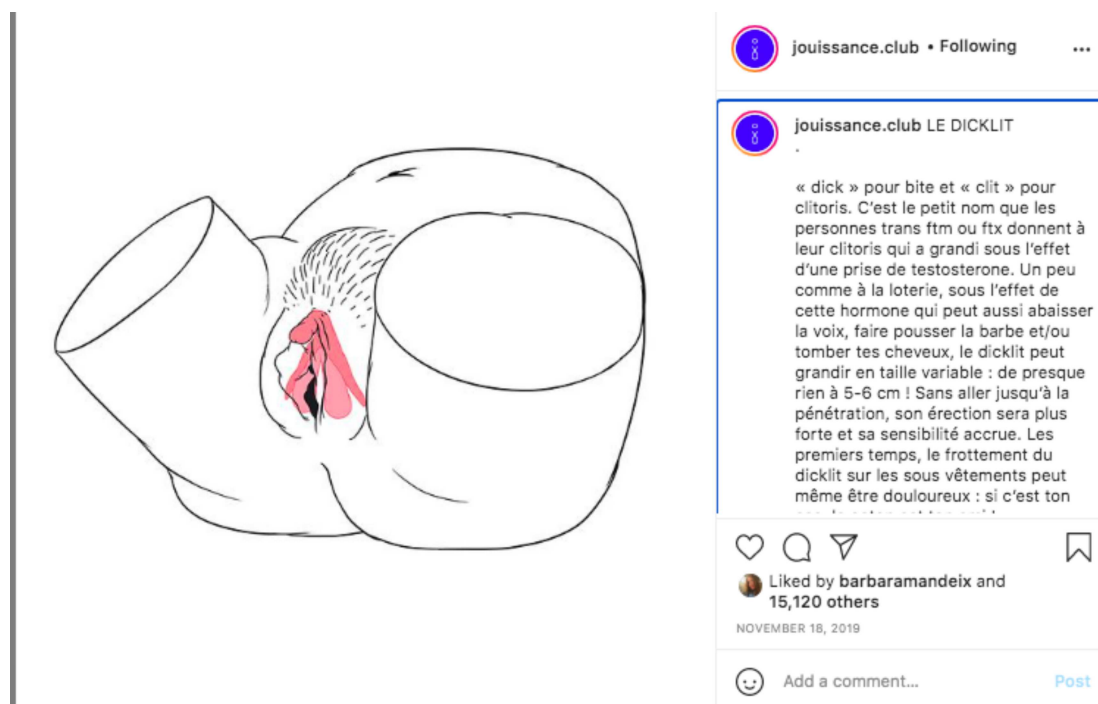 jouissance.club • Following
jouissance.club LE DICKLIT
.
« dick » pour bite et « clit » pour
clitoris. C'est le petit nom que les
personnes trans ftm ou ftx donnent à
leur clitoris qui a grandi sous l'effet
d'une prise de testosterone. Un peu
comme à la loterie, sous l'effet de
cette hormone qui peut aussi abaisser
la voix, faire pousser la barbe et/ou
tomber tes cheveux, le dicklit peut
grandir en taille variable : de presque
rien à 5-6 cm ! Sans aller jusqu'à la
pénétration, son érection sera plus
forte et sa sensibilité accrue. Les
premiers temps, le frottement du
dicklit sur les sous vêtements peut
même être douloureux : si c'est ton
Liked by barbaramandeix and
15,120 others
NOVEMBER 18, 2019
Add a comment... Post